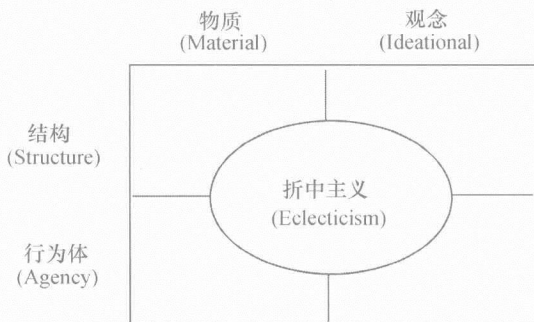 物质
(Material)
观念
(Ideational)
结构
(Structure)
折中主义
(Eclecticism)
行为体
(Agency)